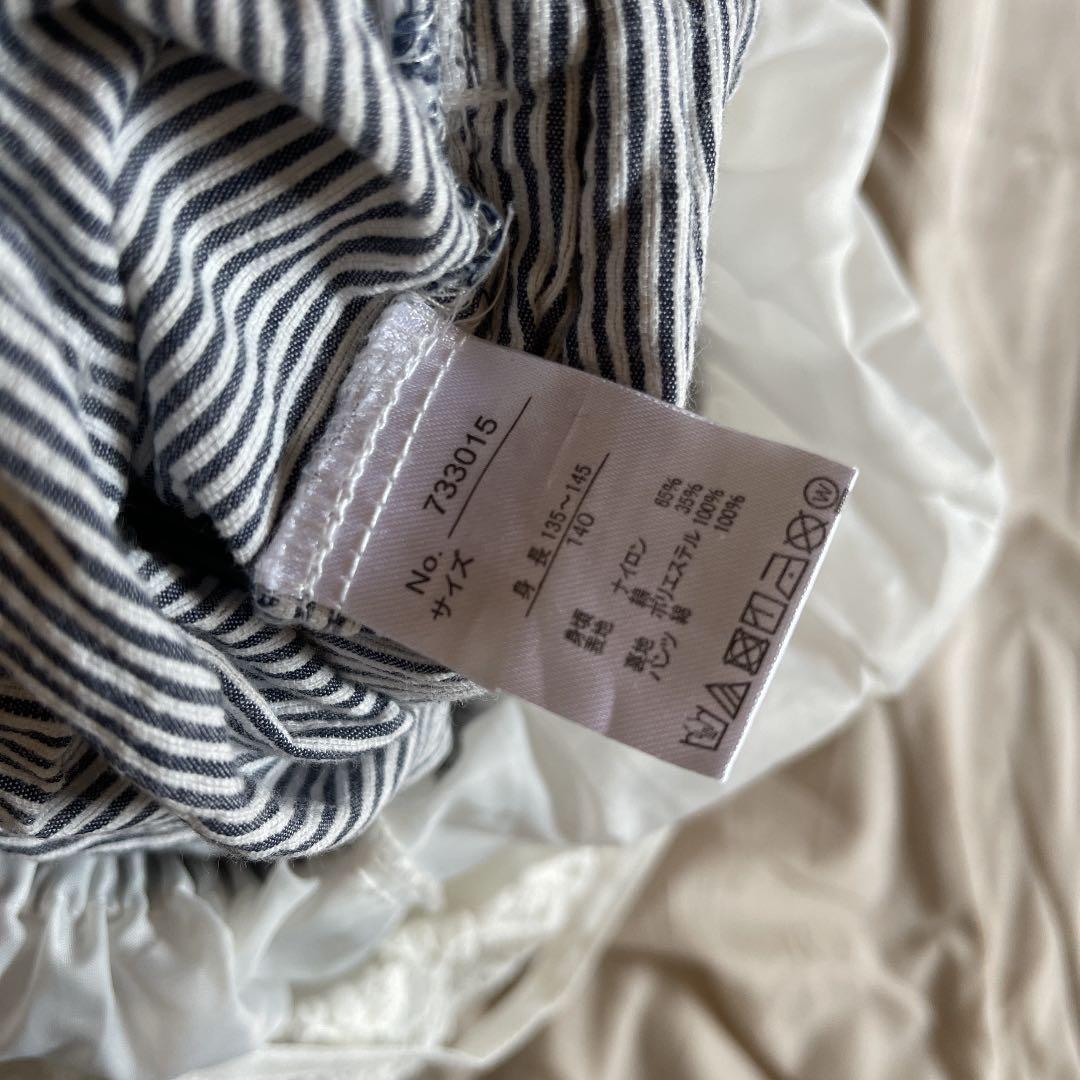 No. 733015
サイズ
身長 135~145
140
身頃 ナイロン 65%
表地 綿 35%
裏地 ポリエステル 100%
パンツ 綿 100%
W